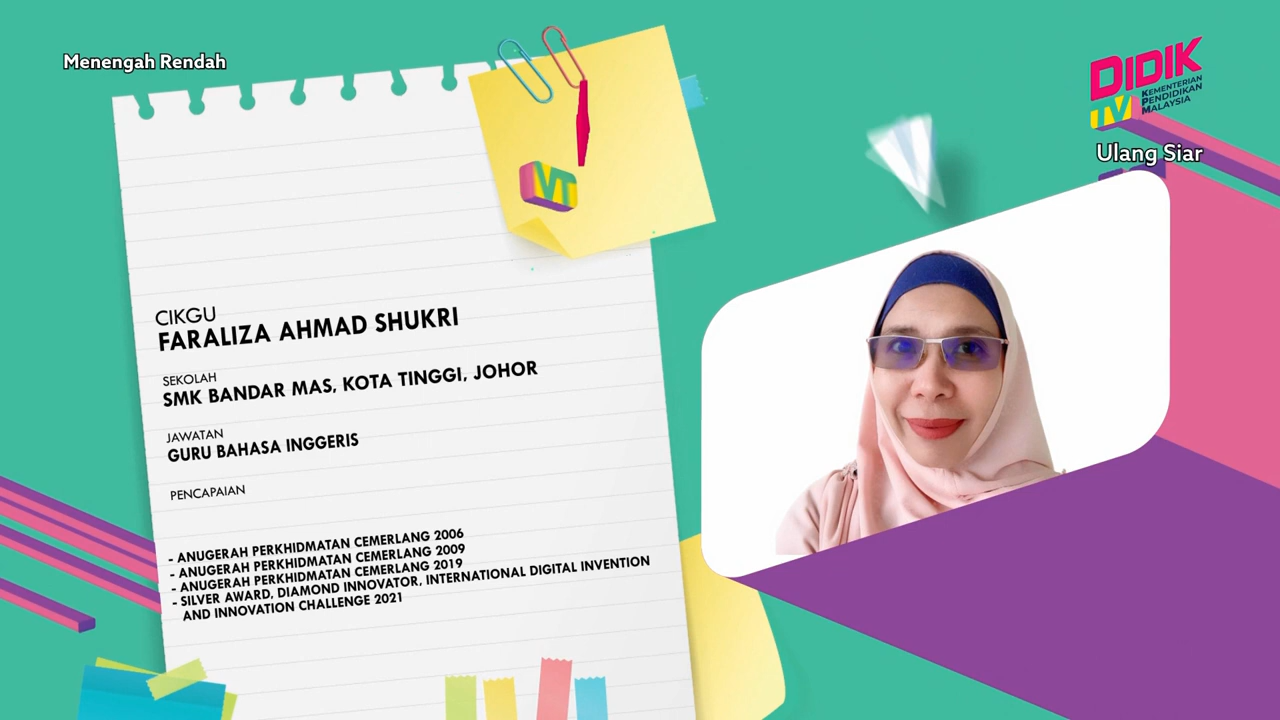 Menengah Rendah
DIDIK
TV
KEMENTERIAN
PENDIDIKAN
MALAYSIA
Ulang Siar
CIKGU
FARALIZA AHMAD SHUKRI
SEKOLAH
SMK BANDAR MAS, KOTA TINGGI, JOHOR
JAWATAN
GURU BAHASA INGGERIS
PENCAPAIAN
- ANUGERAH PERKHIDMATAN CEMERLANG 2006
- ANUGERAH PERKHIDMATAN CEMERLANG 2009
- ANUGERAH PERKHIDMATAN CEMERLANG 2019
- SILVER AWARD, DIAMOND INNOVATOR, INTERNATIONAL DIGITAL INVENTION
AND INNOVATION CHALLENGE 2021